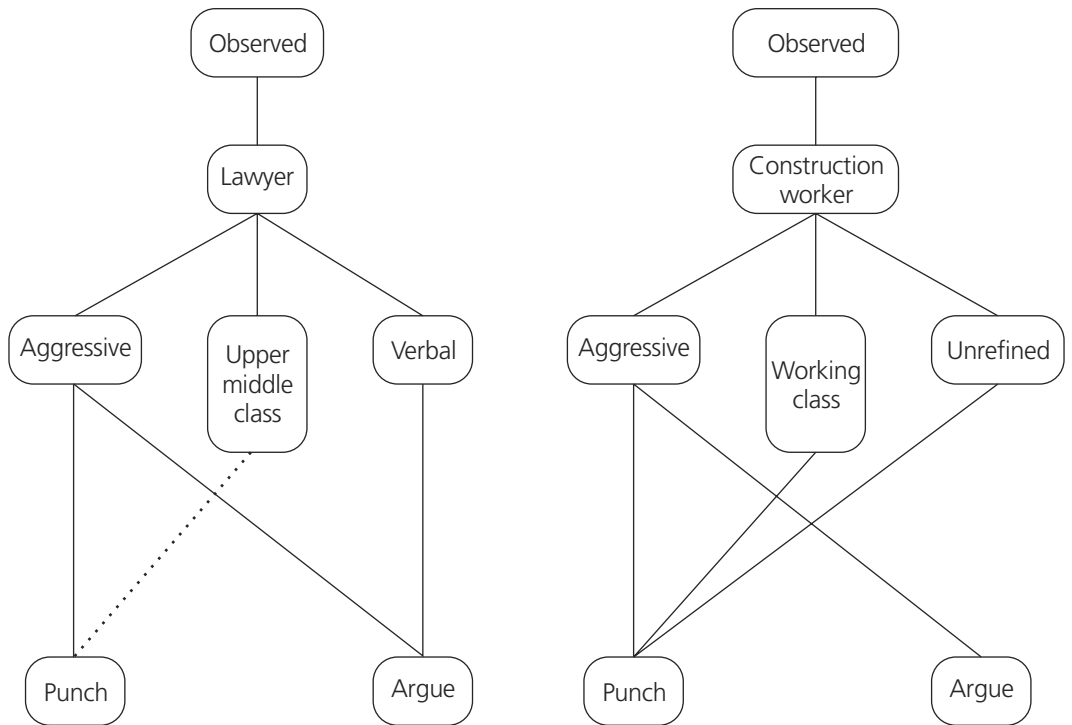 Observed
Lawyer
Aggressive
Upper
middle
class
Verbal
Punch
Argue
Observed
Construction
worker
Aggressive
Working
class
Unrefined
Punch
Argue